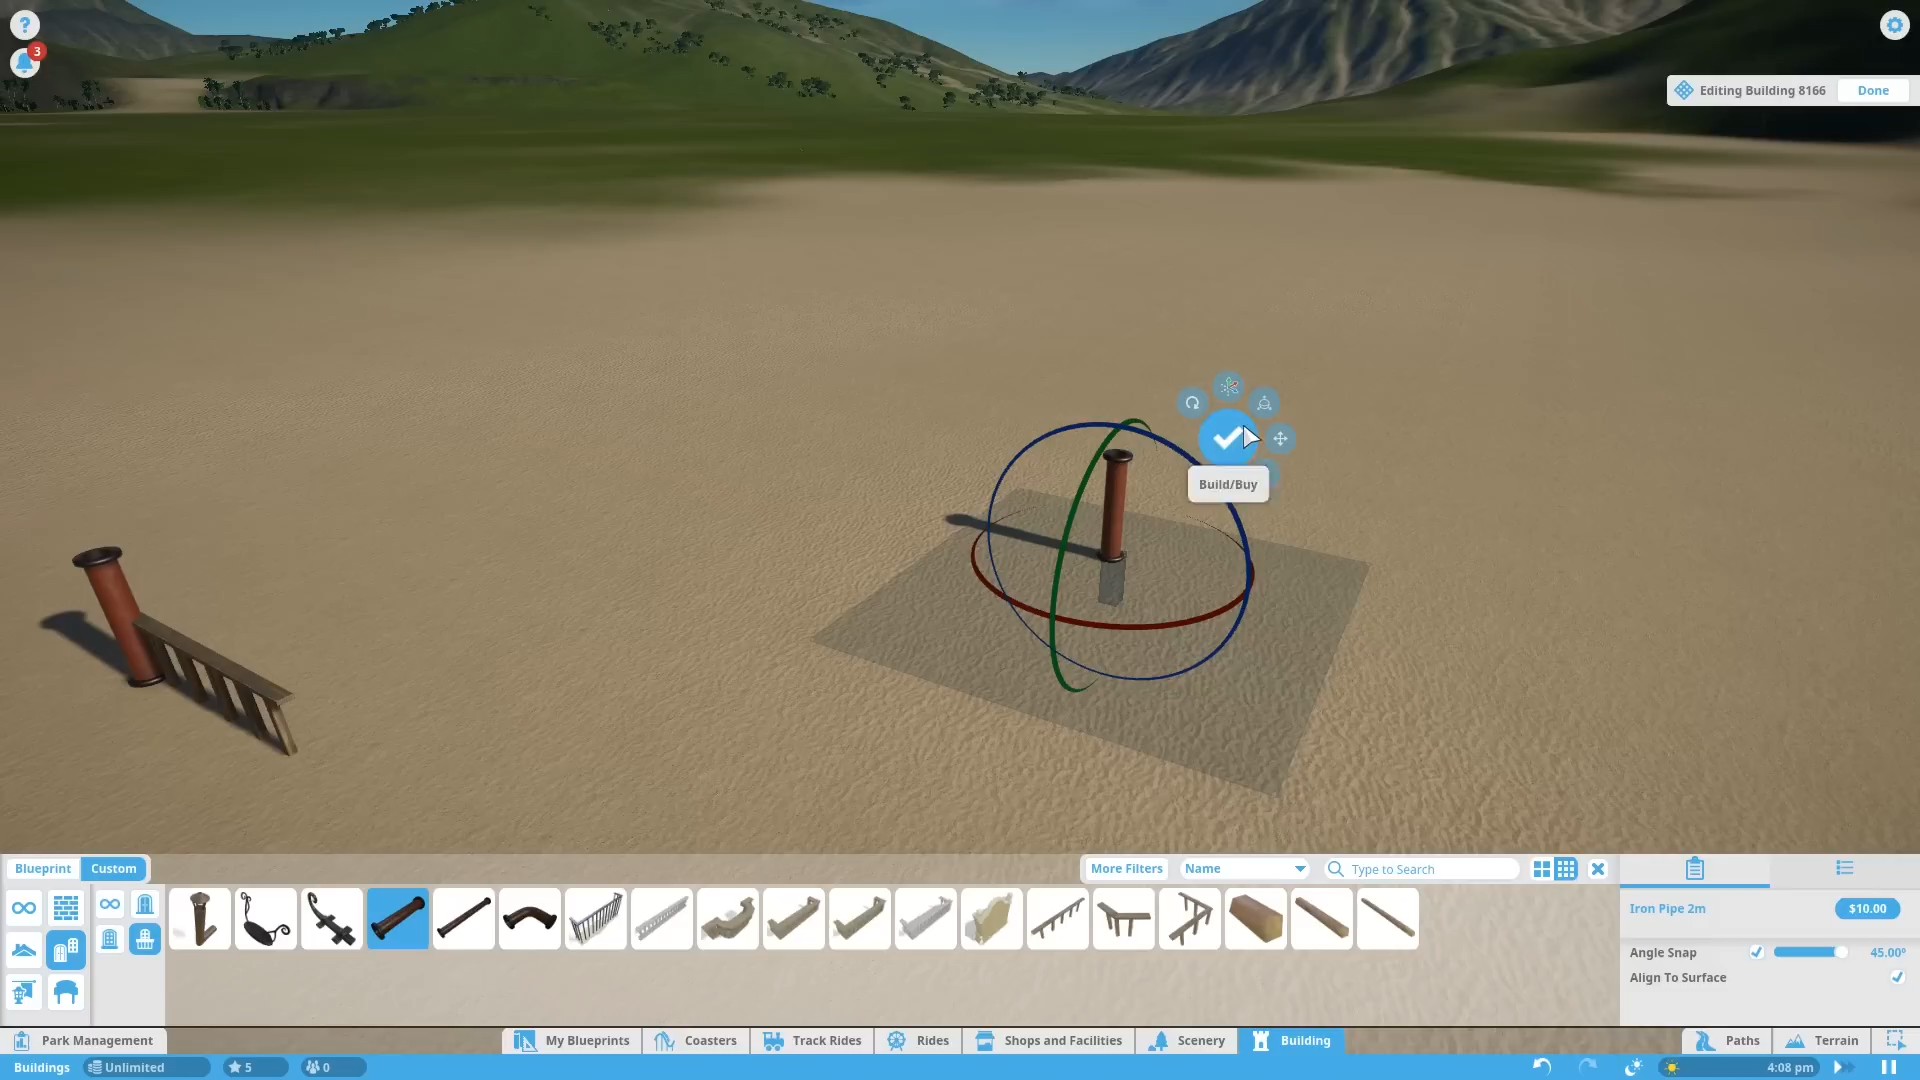 ?
3
Editing Building 8166
Done
Build/Buy
Blueprint
Custom
More Filters
Name
Type to Search
Iron Pipe 2m
$10.00
Angle Snap
45.00°
Align To Surface
Park Management
My Blueprints
Coasters
Track Rides
Rides
Shops and Facilities
Scenery
Building
Paths
Terrain
Buildings
Unlimited
5
0
4:08 pm